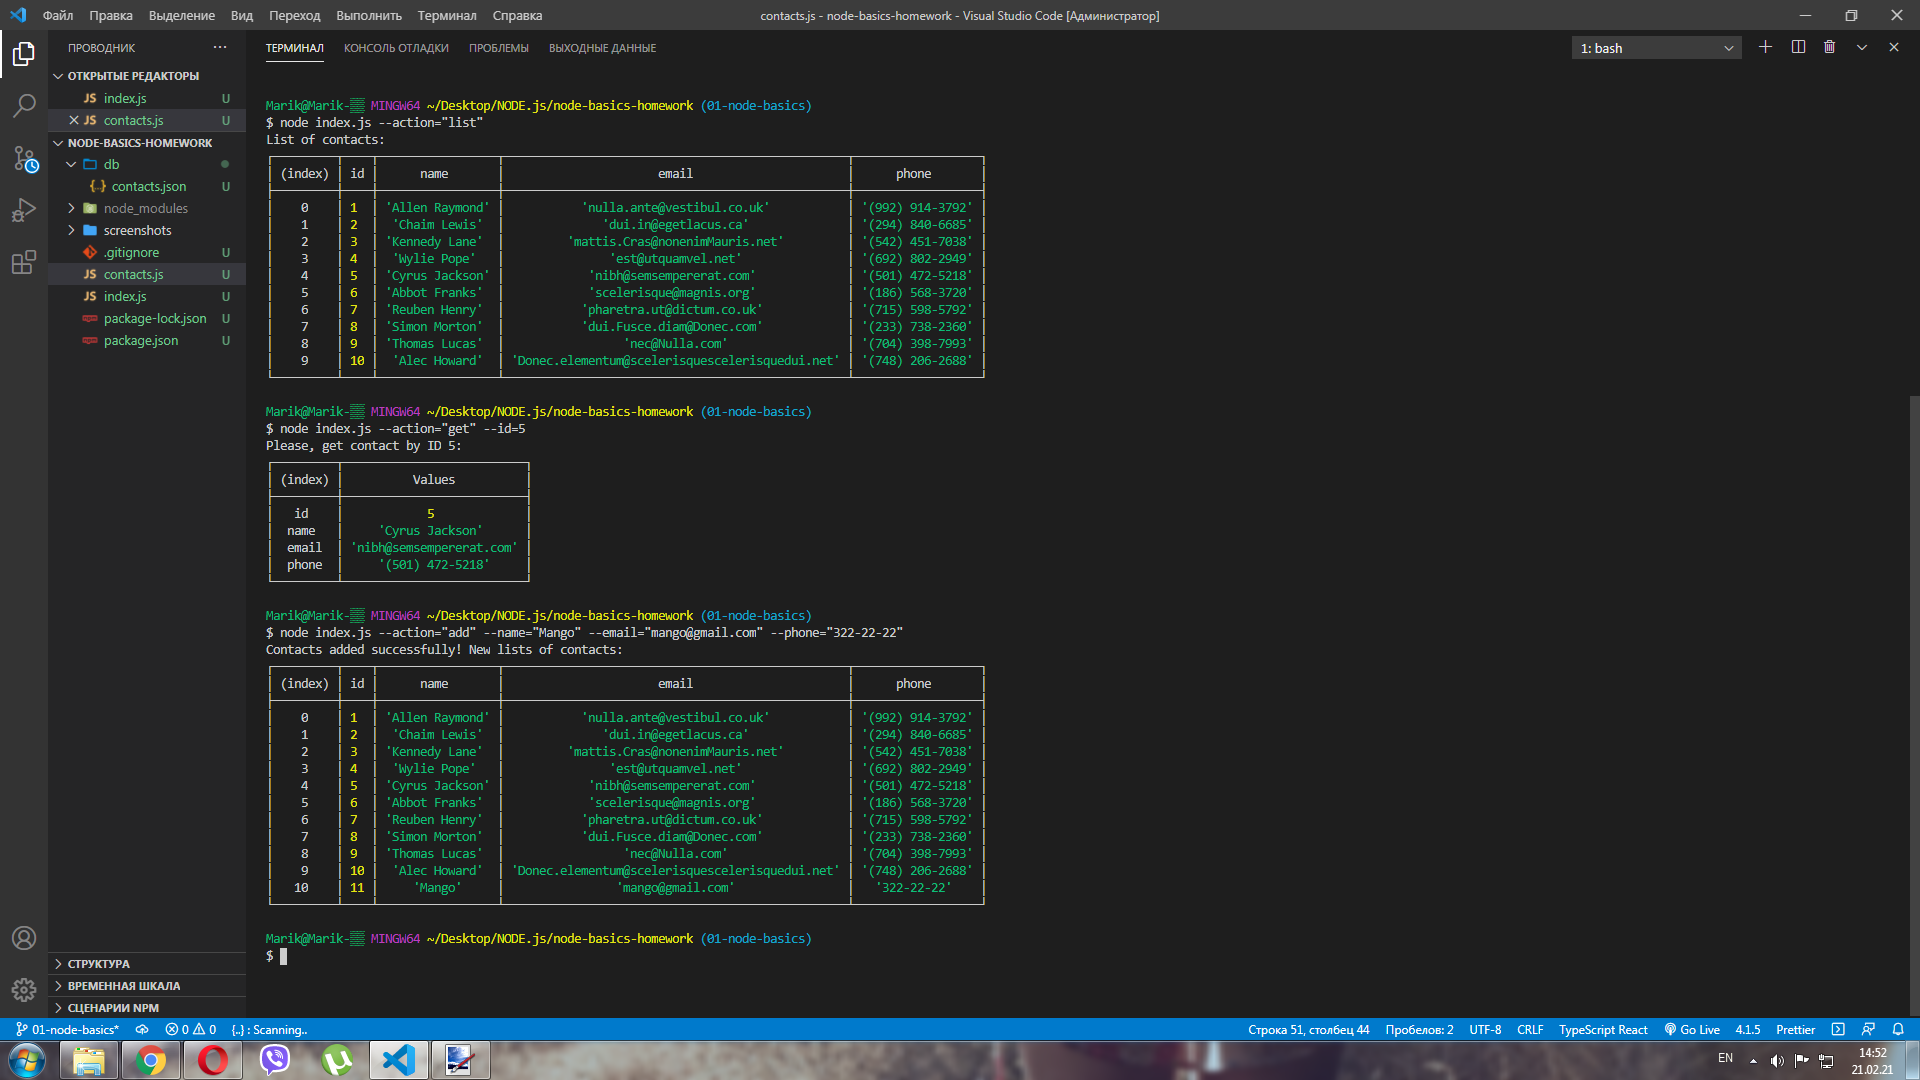 Файл Правка Выделение Вид Переход Выполнить Терминал Справка
contacts.js - node-basics-homework - Visual Studio Code [Администратор]
ПРОВОДНИК
ОТКРЫТЫЕ РЕДАКТОРЫ
JS index.js U
JS contacts.js U
NODE-BASICS-HOMEWORK
db
{..} contacts.json U
node_modules
screenshots
.gitignore U
JS contacts.js U
JS index.js U
package-lock.json U
package.json U
СТРУКТУРА
ВРЕМЕННАЯ ШКАЛА
СЦЕНАРИИ NPM
ТЕРМИНАЛ КОНСОЛЬ ОТЛАДКИ ПРОБЛЕМЫ ВЫХОДНЫЕ ДАННЫЕ
1: bash
Marik@Marik- MINGW64 ~/Desktop/NODE.js/node-basics-homework (01-node-basics)
$ node index.js --action="list"
List of contacts:
(index) id name email phone
0 1 'Allen Raymond' 'nulla.ante@vestibul.co.uk' '(992) 914-3792'
1 2 'Chaim Lewis' 'dui.in@egetlacus.ca' '(294) 840-6685'
2 3 'Kennedy Lane' 'mattis.Cras@nonenimMauris.net' '(542) 451-7038'
3 4 'Wylie Pope' 'est@utquamvel.net' '(692) 802-2949'
4 5 'Cyrus Jackson' 'nibh@semsempererat.com' '(501) 472-5218'
5 6 'Abbot Franks' 'scelerisque@magnis.org' '(186) 568-3720'
6 7 'Reuben Henry' 'pharetra.ut@dictum.co.uk' '(715) 598-5792'
7 8 'Simon Morton' 'dui.Fusce.diam@Donec.com' '(233) 738-2360'
8 9 'Thomas Lucas' 'nec@Nulla.com' '(704) 398-7993'
9 10 'Alec Howard' 'Donec.elementum@scelerisquescelerisquedui.net' '(748) 206-2688'
Marik@Marik- MINGW64 ~/Desktop/NODE.js/node-basics-homework (01-node-basics)
$ node index.js --action="get" --id=5
Please, get contact by ID 5:
(index) Values
id 5
name 'Cyrus Jackson'
email 'nibh@semsempererat.com'
phone '(501) 472-5218'
Marik@Marik- MINGW64 ~/Desktop/NODE.js/node-basics-homework (01-node-basics)
$ node index.js --action="add" --name="Mango" --email="mango@gmail.com" --phone="322-22-22"
Contacts added successfully! New lists of contacts:
(index) id name email phone
0 1 'Allen Raymond' 'nulla.ante@vestibul.co.uk' '(992) 914-3792'
1 2 'Chaim Lewis' 'dui.in@egetlacus.ca' '(294) 840-6685'
2 3 'Kennedy Lane' 'mattis.Cras@nonenimMauris.net' '(542) 451-7038'
3 4 'Wylie Pope' 'est@utquamvel.net' '(692) 802-2949'
4 5 'Cyrus Jackson' 'nibh@semsempererat.com' '(501) 472-5218'
5 6 'Abbot Franks' 'scelerisque@magnis.org' '(186) 568-3720'
6 7 'Reuben Henry' 'pharetra.ut@dictum.co.uk' '(715) 598-5792'
7 8 'Simon Morton' 'dui.Fusce.diam@Donec.com' '(233) 738-2360'
8 9 'Thomas Lucas' 'nec@Nulla.com' '(704) 398-7993'
9 10 'Alec Howard' 'Donec.elementum@scelerisquescelerisquedui.net' '(748) 206-2688'
10 11 'Mango' 'mango@gmail.com' '322-22-22'
Marik@Marik- MINGW64 ~/Desktop/NODE.js/node-basics-homework (01-node-basics)
$
01-node-basics* 0 0 {..} : Scanning..
Строка 51, столбец 44 Пробелов: 2 UTF-8 CRLF TypeScript React Go Live 4.1.5 Prettier
EN 14:52
21.02.21